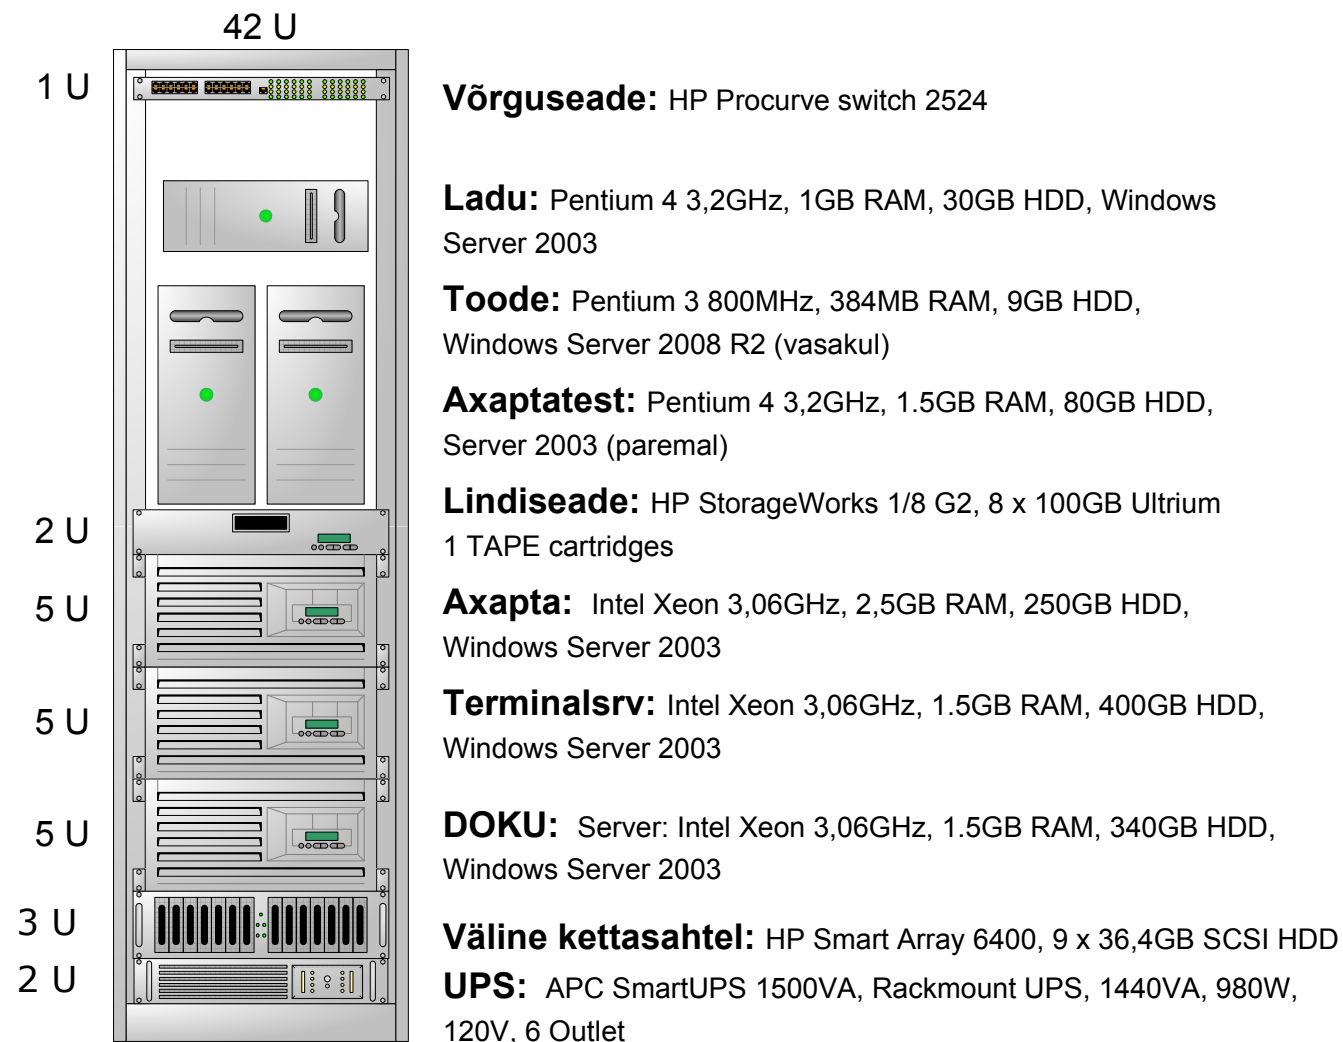 42 U
1 U
Võrguseade: HP Procurve switch 2524
Ladu: Pentium 4 3,2GHz, 1GB RAM, 30GB HDD, Windows
Server 2003
Toode: Pentium 3 800MHz, 384MB RAM, 9GB HDD,
Windows Server 2008 R2 (vasakul)
Axaptatest: Pentium 4 3,2GHz, 1.5GB RAM, 80GB HDD,
Server 2003 (paremal)
2 U
Lindiseade: HP StorageWorks 1/8 G2, 8 x 100GB Ultrium
1 TAPE cartridges
5 U
Axapta: Intel Xeon 3,06GHz, 2,5GB RAM, 250GB HDD,
Windows Server 2003
5 U
Terminalsrv: Intel Xeon 3,06GHz, 1.5GB RAM, 400GB HDD,
Windows Server 2003
5 U
DOKU: Server: Intel Xeon 3,06GHz, 1.5GB RAM, 340GB HDD,
Windows Server 2003
3 U
Väline kettasahtel: HP Smart Array 6400, 9 x 36,4GB SCSI HDD
2 U
UPS: APC SmartUPS 1500VA, Rackmount UPS, 1440VA, 980W,
120V, 6 Outlet